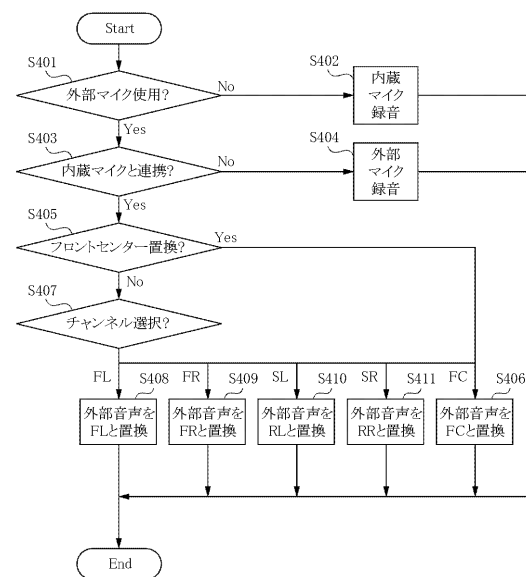 Start
S401
外部マイク使用?
No
S402
内蔵
マイク
録音
Yes
S403
内蔵マイクと連携?
No
S404
外部
マイク
録音
Yes
S405
フロントセンター置換?
Yes
No
S407
チャンネル選択?
FL
S408
FR
S409
SL
S410
SR
S411
FC
S406
外部音声を
FLと置換
外部音声を
FRと置換
外部音声を
RLと置換
外部音声を
RRと置換
外部音声を
FCと置換
End